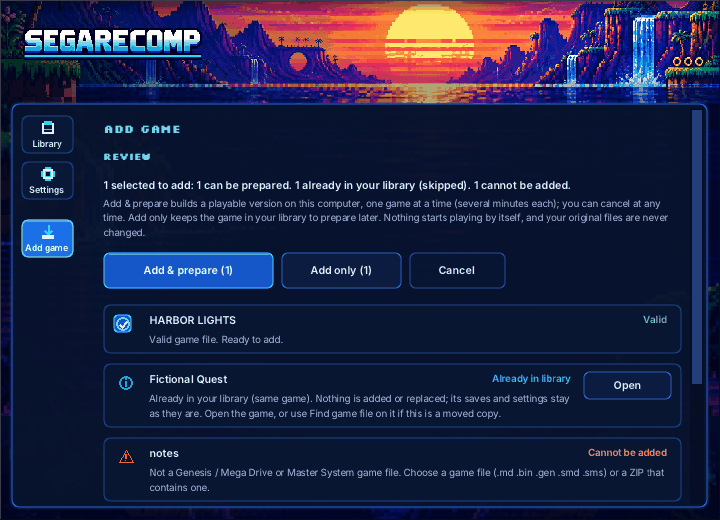 SEGARECOMP
Library
Settings
Add game
ADD GAME
REVIEW
1 selected to add: 1 can be prepared. 1 already in your library (skipped). 1 cannot be added.
Add & prepare builds a playable version on this computer, one game at a time (several minutes each); you can cancel at any
time. Add only keeps the game in your library to prepare later. Nothing starts playing by itself, and your original files are never
changed.
Add & prepare (1)
Add only (1)
Cancel
HARBOR LIGHTS
Valid
Valid game file. Ready to add.
Fictional Quest
Already in library
Open
Already in your library (same game). Nothing is added or replaced; its saves and settings stay
as they are. Open the game, or use Find game file on it if this is a moved copy.
notes
Cannot be added
Not a Genesis / Mega Drive or Master System game file. Choose a game file (.md .bin .gen .smd .sms) or a ZIP that
contains one.